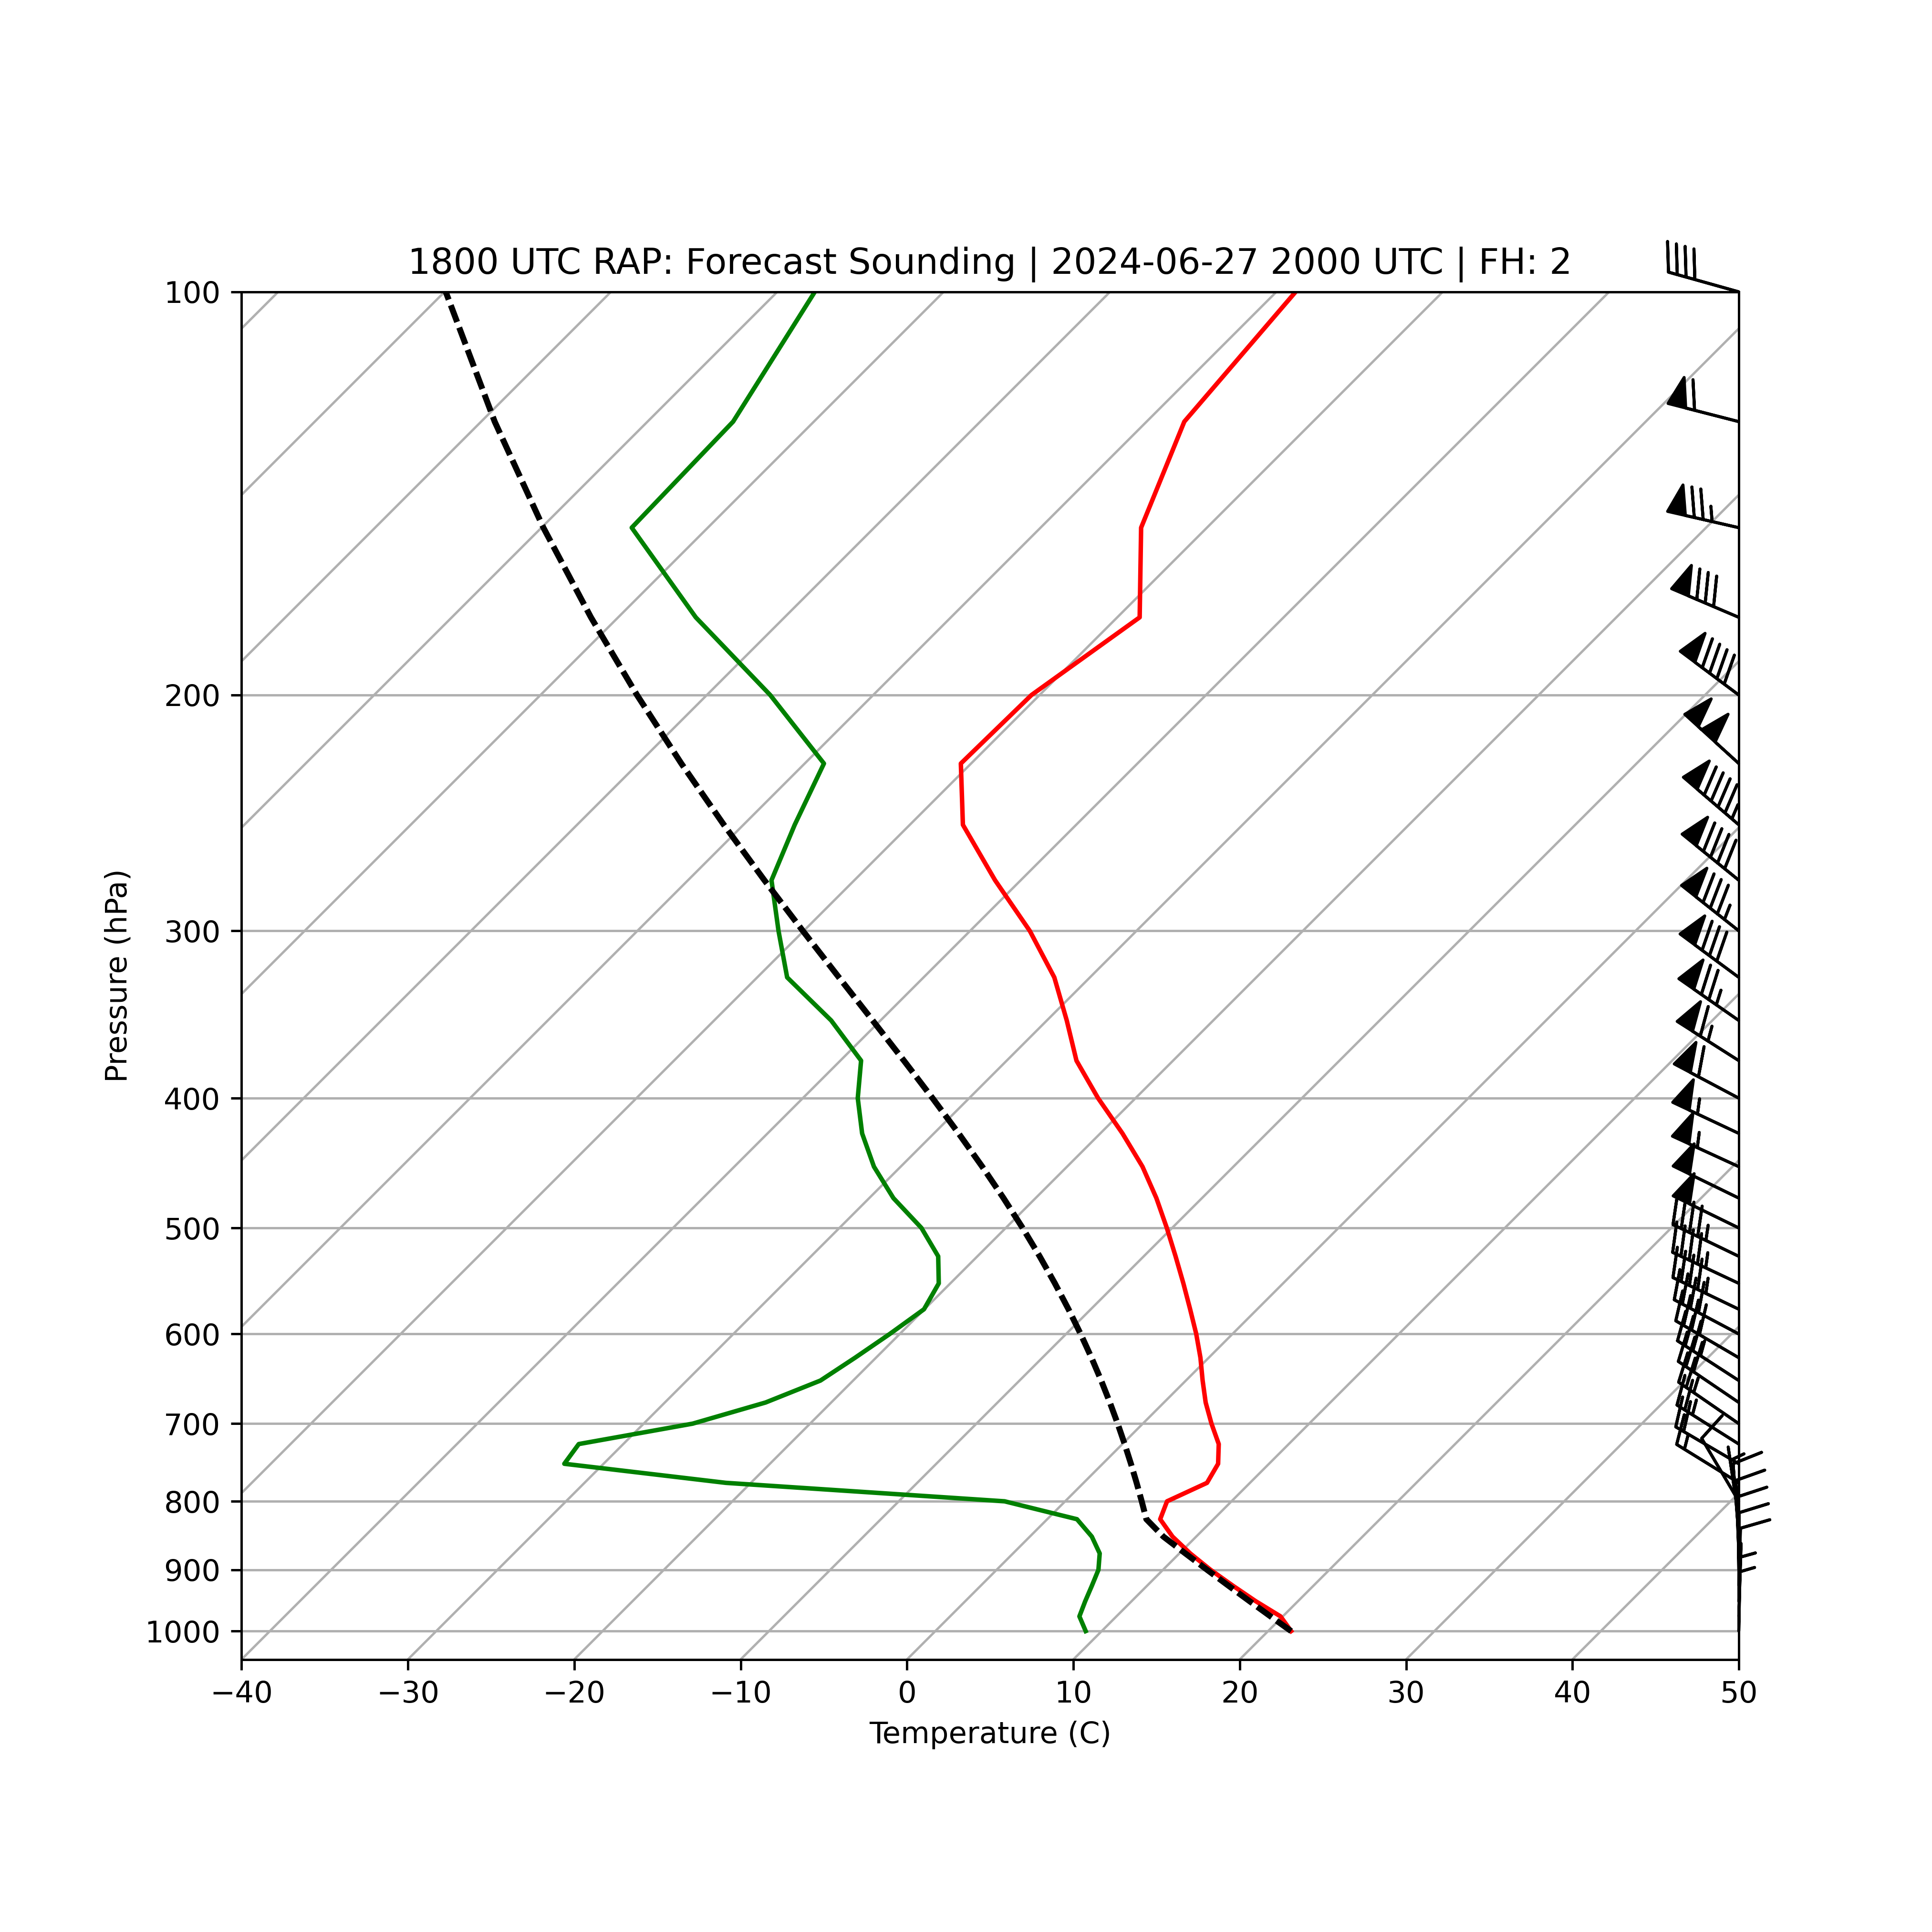 1800 UTC RAP: Forecast Sounding | 2024-06-27 2000 UTC | FH: 2
100
200
300
400
500
600
700
800
900
1000
Pressure (hPa)
−40 −30 −20 −10 0 10 20 30 40 50
Temperature (C)